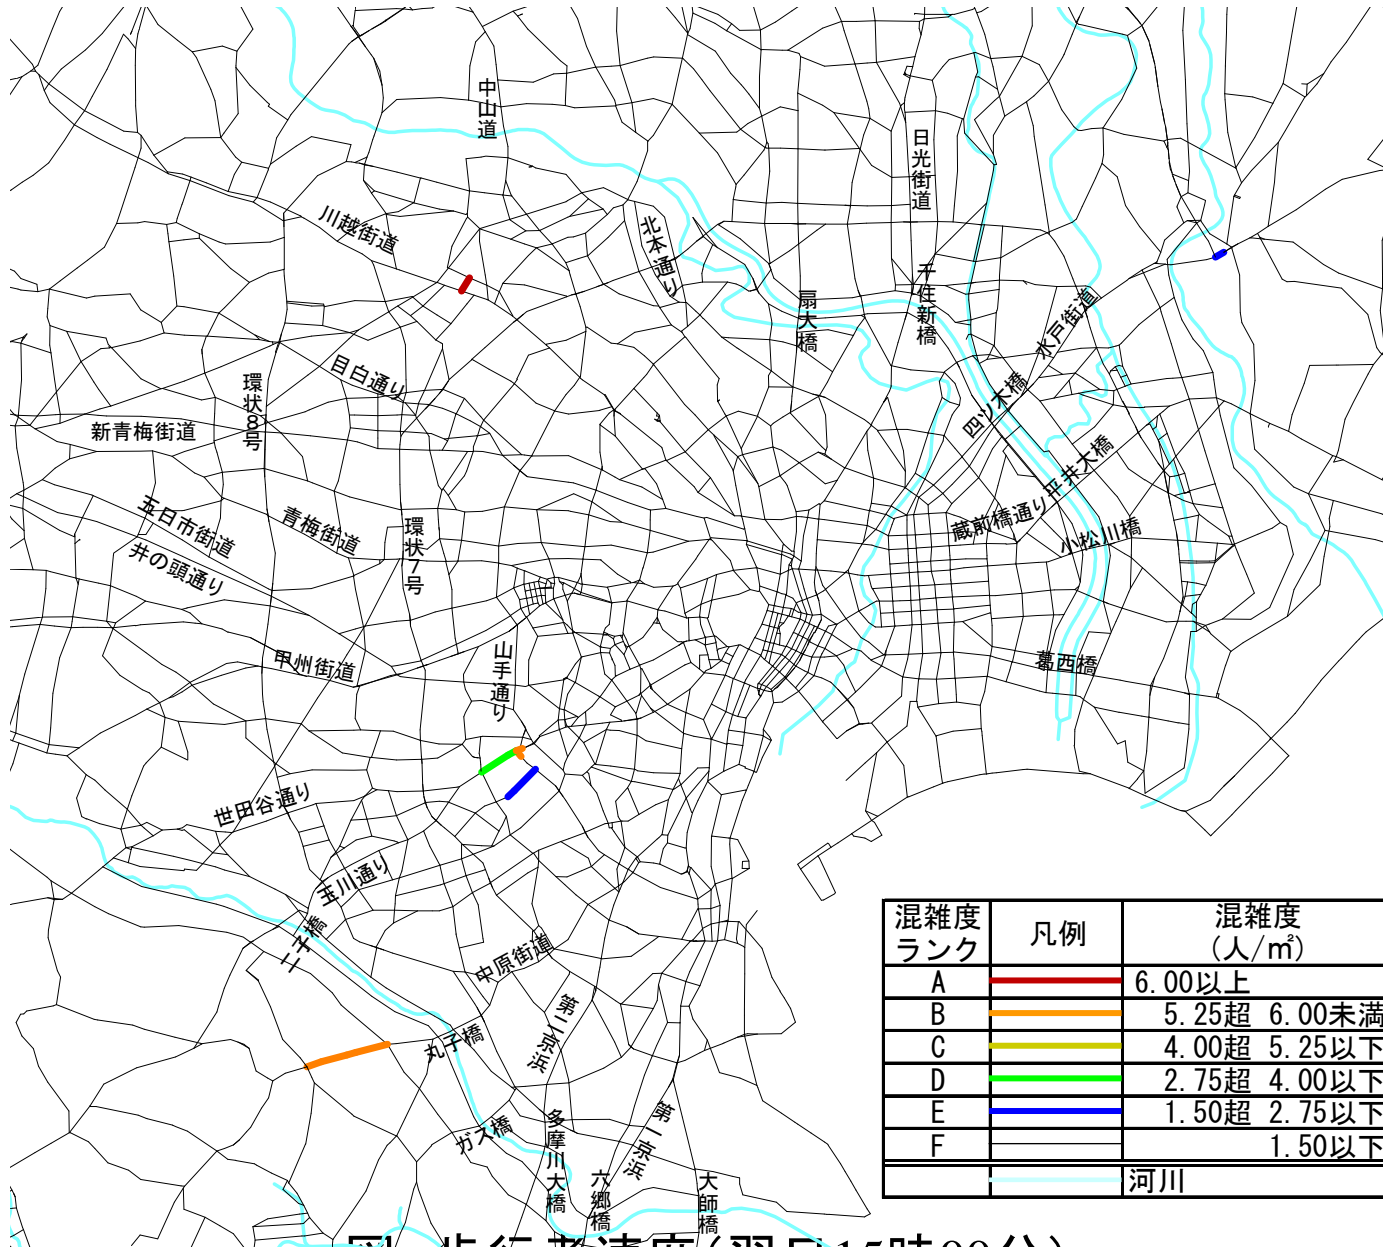 中山道
日光街道
川越街道
北本通り
千住新橋
扇大橋
水戸街道
目白通り
環状8号
四ツ木橋
新青梅街道
平井大橋
五日市街道
青梅街道
環状7号
蔵前橋通り
小松川橋
井の頭通り
甲州街道
山手通り
葛西橋
世田谷通り
玉川通り
二子橋
中原街道
第二京浜
丸子橋
ガス橋
多摩川大橋
第一京浜
六郷橋
大師橋
混雑度ランク 凡例 混雑度(人/㎡)
A 6.00以上
B 5.25超 6.00未満
C 4.00超 5.25以下
D 2.75超 4.00以下
E 1.50超 2.75以下
F 1.50以下
河川